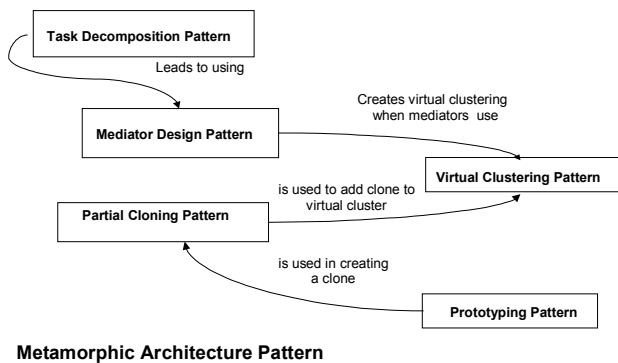 Task Decomposition Pattern
Leads to using
Mediator Design Pattern
Creates virtual clustering
when mediators use
Virtual Clustering Pattern
is used to add clone to
virtual cluster
Partial Cloning Pattern
is used in creating
a clone
Prototyping Pattern
Metamorphic Architecture Pattern